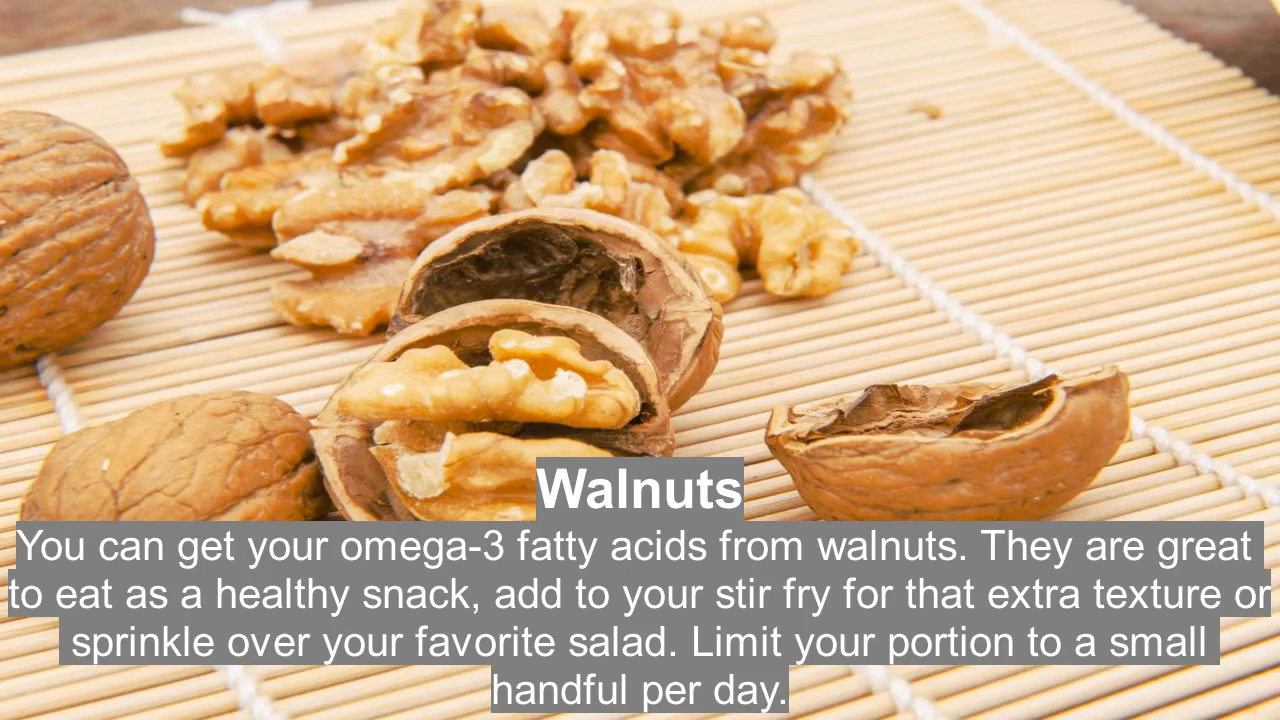 Walnuts
You can get your omega-3 fatty acids from walnuts. They are great
to eat as a healthy snack, add to your stir fry for that extra texture or
sprinkle over your favorite salad. Limit your portion to a small
handful per day.